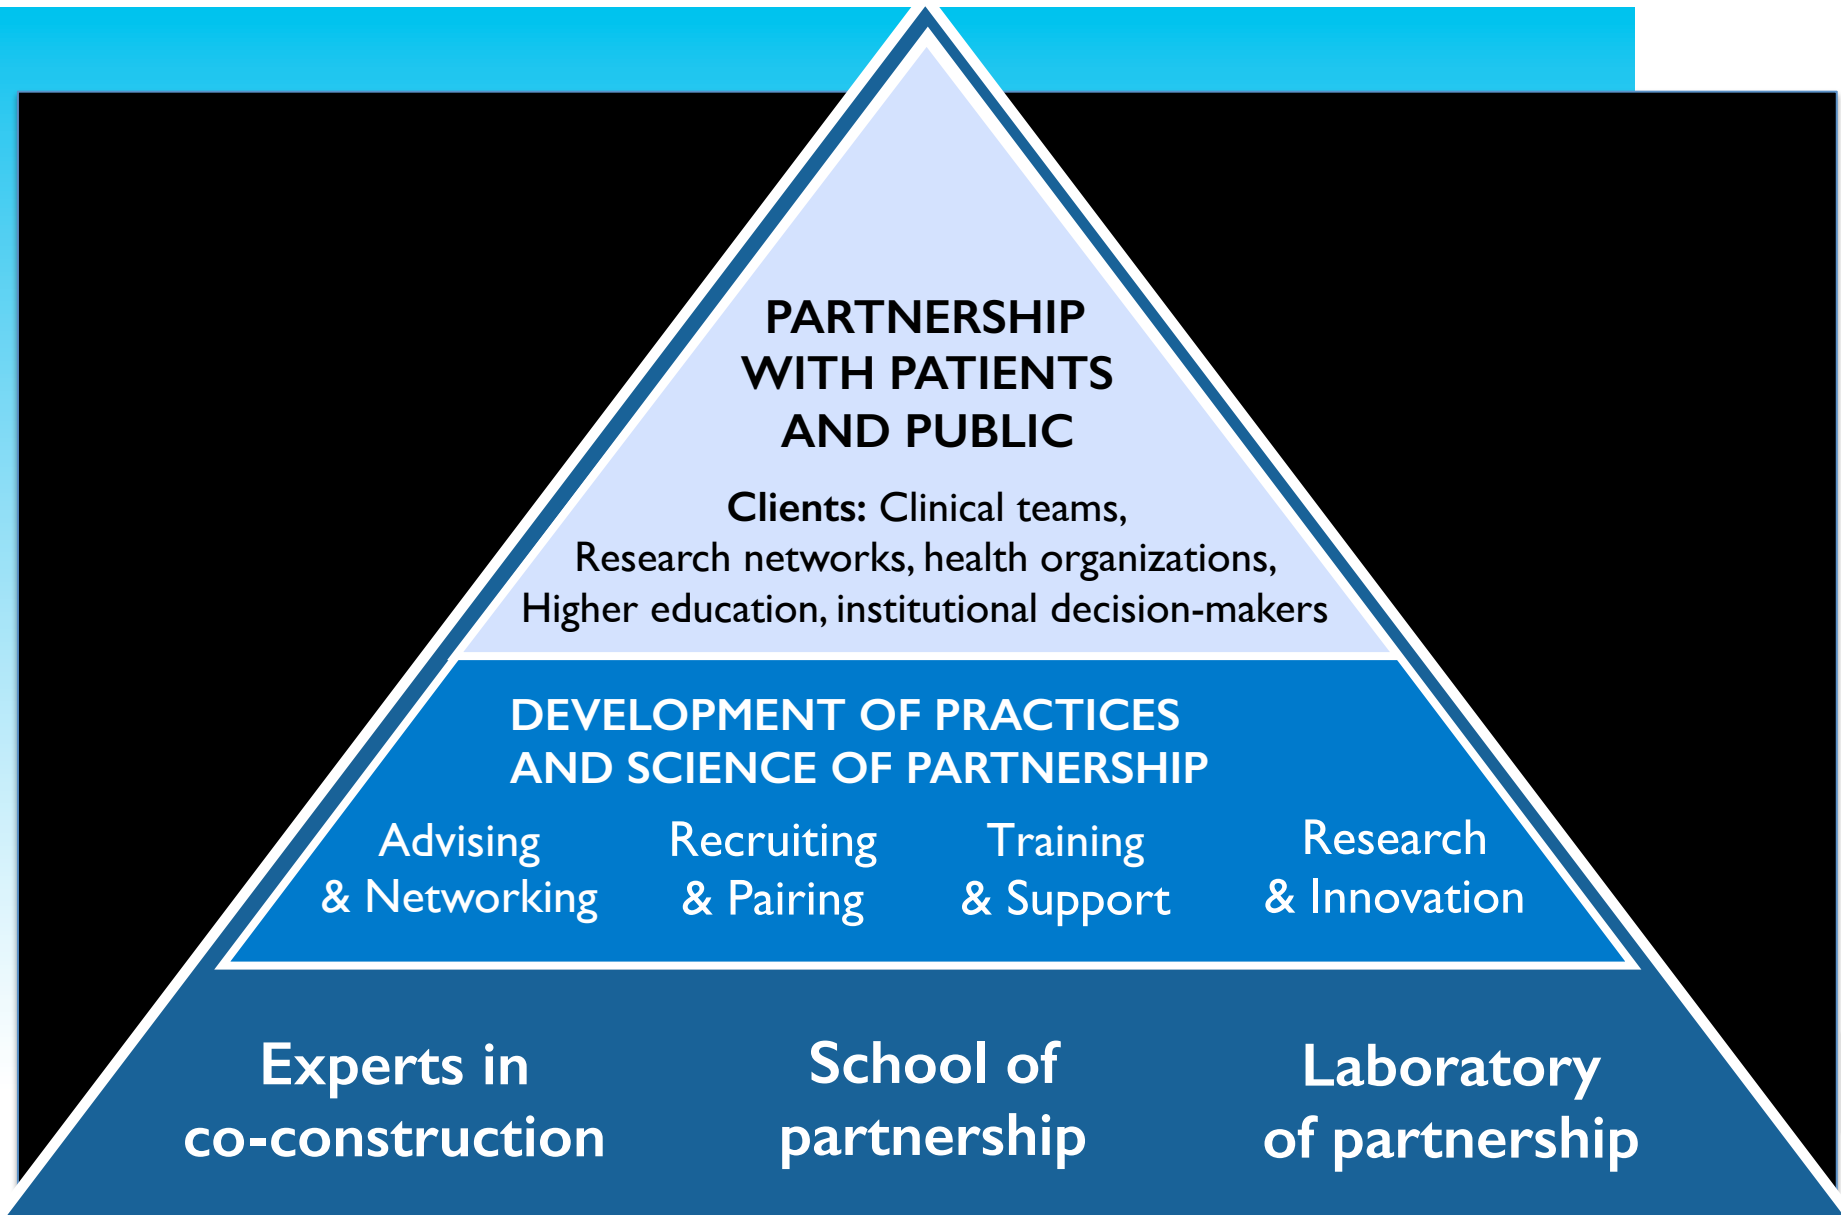 PARTNERSHIP
WITH PATIENTS
AND PUBLIC
Clients: Clinical teams,
Research networks, health organizations,
Higher education, institutional decision-makers
DEVELOPMENT OF PRACTICES
AND SCIENCE OF PARTNERSHIP
Advising
& Networking
Recruiting
& Pairing
Training
& Support
Research
& Innovation
Experts in
co-construction
School of
partnership
Laboratory
of partnership